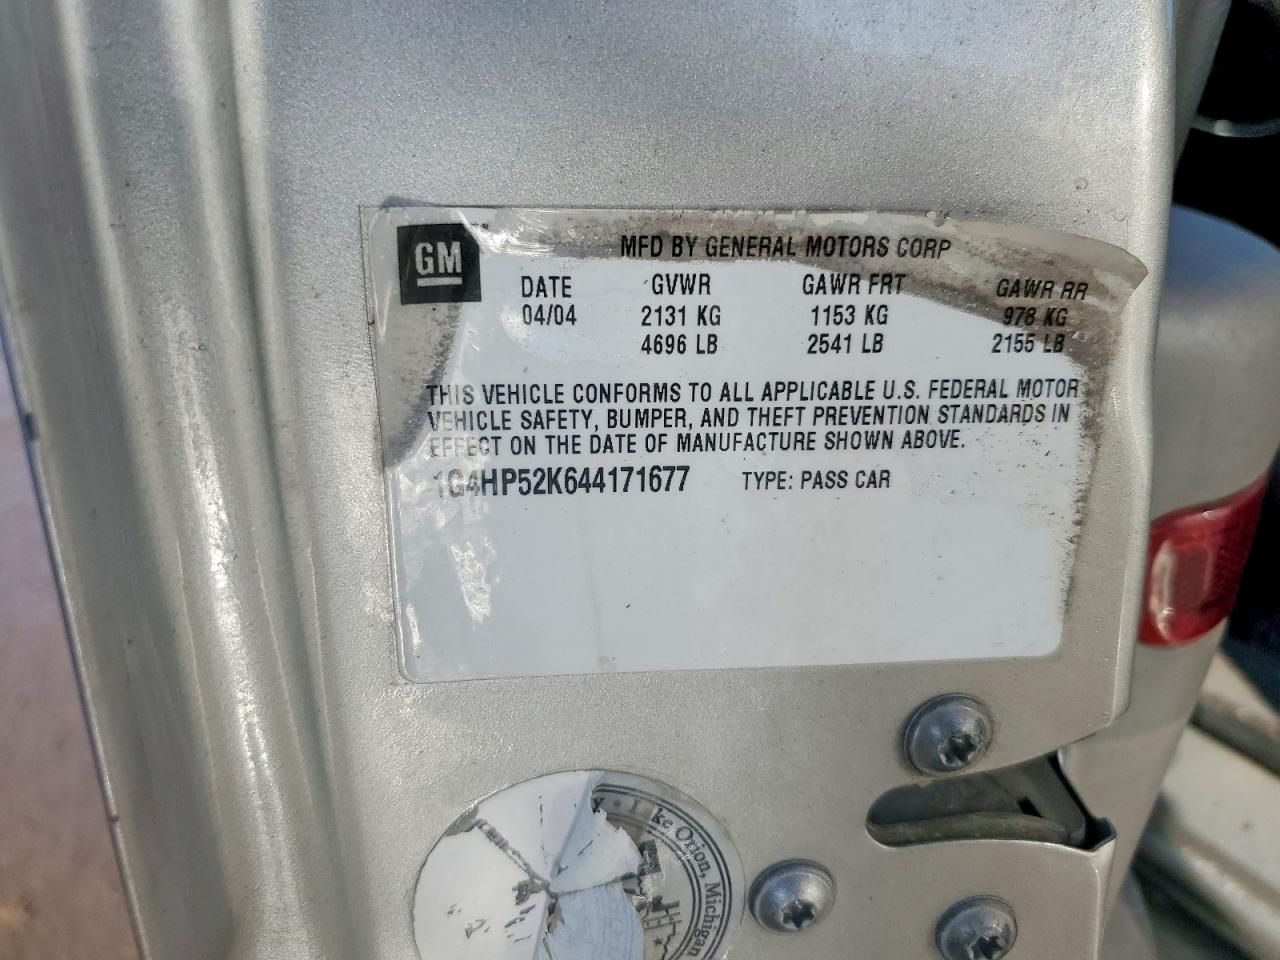 GM
MFD BY GENERAL MOTORS CORP
DATE GVWR GAWR FRT GAWR RR
04/04 2131 KG 1153 KG 978 KG
4696 LB 2541 LB 2155 LB
THIS VEHICLE CONFORMS TO ALL APPLICABLE U.S. FEDERAL MOTOR
VEHICLE SAFETY, BUMPER, AND THEFT PREVENTION STANDARDS IN
EFFECT ON THE DATE OF MANUFACTURE SHOWN ABOVE.
1G4HP52K644171677 TYPE: PASS CAR
Orion, Michigan